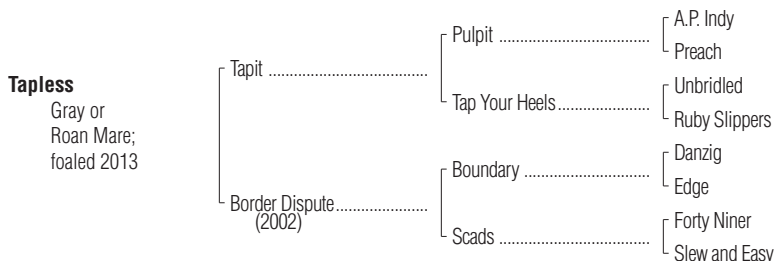 A.P. Indy
Pulpit ..............................
Preach
Tapit .......................................
Unbridled
Tap Your Heels...................
Ruby Slippers
Tapless
Gray or
Roan Mare;
foaled 2013
Danzig
Boundary ........................
Edge
Border Dispute......................
(2002)
Forty Niner
Scads ..............................
Slew and Easy